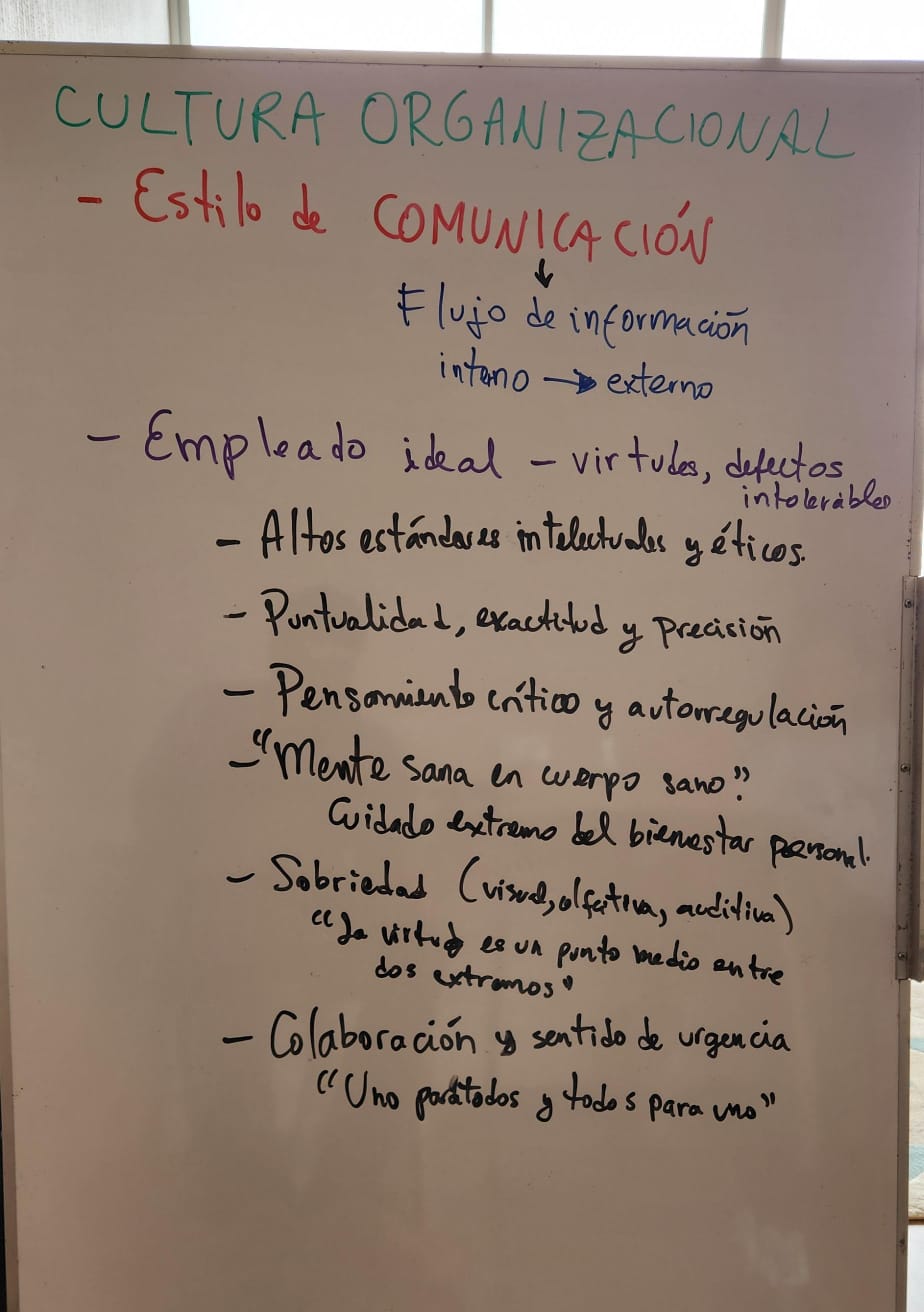 CULTURA ORGANIZACIONAL
- Estilo de COMUNICACIÓN
↓
Flujo de información
interno → externo
- Empleado ideal - virtudes, defectos
intolerables
- Altos estándares intelectuales y éticos.
- Puntualidad, exactitud y precisión
- Pensamiento crítico y autorregulación
- "Mente sana en cuerpo sano".
Cuidado extremo del bienestar personal.
- Sobriedad (visual, olfativa, auditiva)
"La virtud es un punto medio entre
dos extremos"
- Colaboración y sentido de urgencia
"Uno para todos y todos para uno"